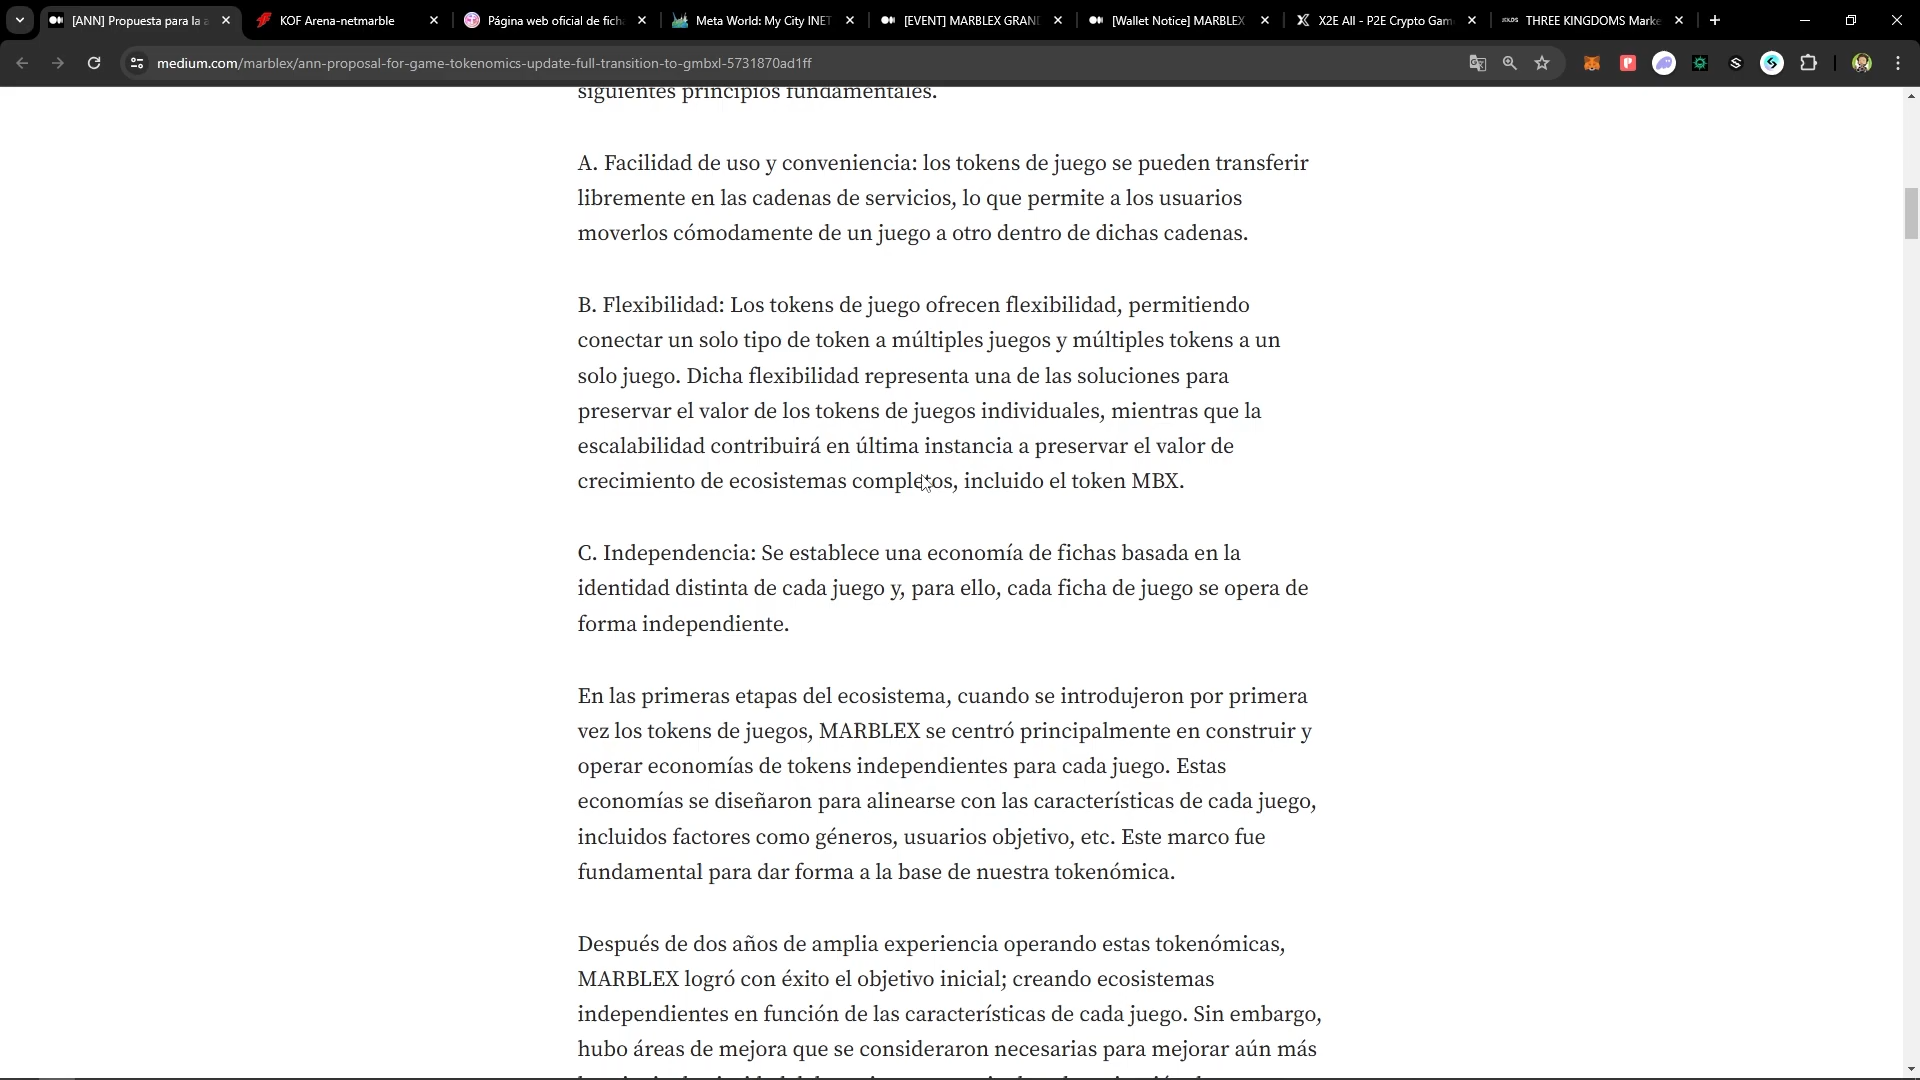 [ANN] Propuesta para la a
KOF Arena-netmarble
Página web oficial de fich
Meta World: My City INET
[EVENT] MARBLEX GRAN
[Wallet Notice] MARBLEX
X2E All - P2E Crypto Gam
THREE KINGDOMS Marke
medium.com/marblex/ann-proposal-for-game-tokenomics-update-full-transition-to-gmbxl-5731870ad1ff
siguientes principios fundamentales.
A. Facilidad de uso y conveniencia: los tokens de juego se pueden transferir
libremente en las cadenas de servicios, lo que permite a los usuarios
moverlos cómodamente de un juego a otro dentro de dichas cadenas.
B. Flexibilidad: Los tokens de juego ofrecen flexibilidad, permitiendo
conectar un solo tipo de token a múltiples juegos y múltiples tokens a un
solo juego. Dicha flexibilidad representa una de las soluciones para
preservar el valor de los tokens de juegos individuales, mientras que la
escalabilidad contribuirá en última instancia a preservar el valor de
crecimiento de ecosistemas completos, incluido el token MBX.
C. Independencia: Se establece una economía de fichas basada en la
identidad distinta de cada juego y, para ello, cada ficha de juego se opera de
forma independiente.
En las primeras etapas del ecosistema, cuando se introdujeron por primera
vez los tokens de juegos, MARBLEX se centró principalmente en construir y
operar economías de tokens independientes para cada juego. Estas
economías se diseñaron para alinearse con las características de cada juego,
incluidos factores como géneros, usuarios objetivo, etc. Este marco fue
fundamental para dar forma a la base de nuestra tokenómica.
Después de dos años de amplia experiencia operando estas tokenómicas,
MARBLEX logró con éxito el objetivo inicial; creando ecosistemas
independientes en función de las características de cada juego. Sin embargo,
hubo áreas de mejora que se consideraron necesarias para mejorar aún más